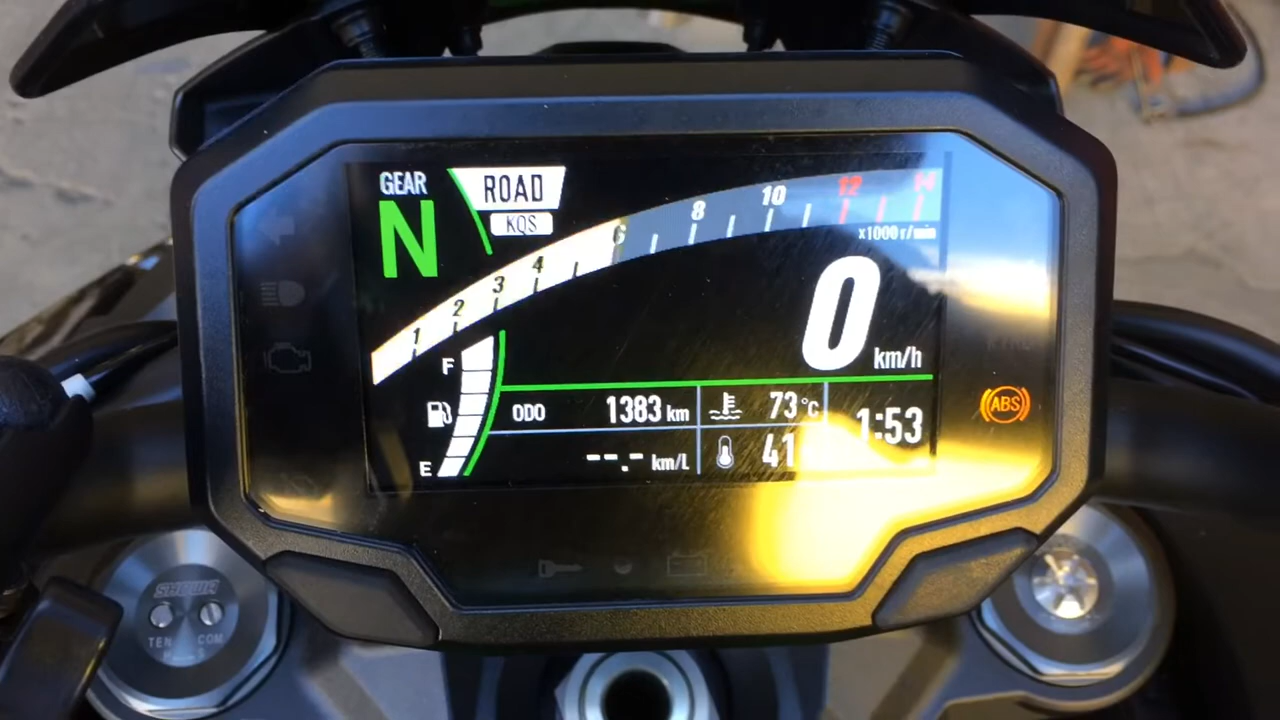 GEAR
N
ROAD
KQS
1 2 3 4 6 8 10 12 14
x1000 r/min
0 km/h
F
E
ODO 1383 km
73 °C
--.- km/L
41
1:53
ABS
SHOWA
TEN COM